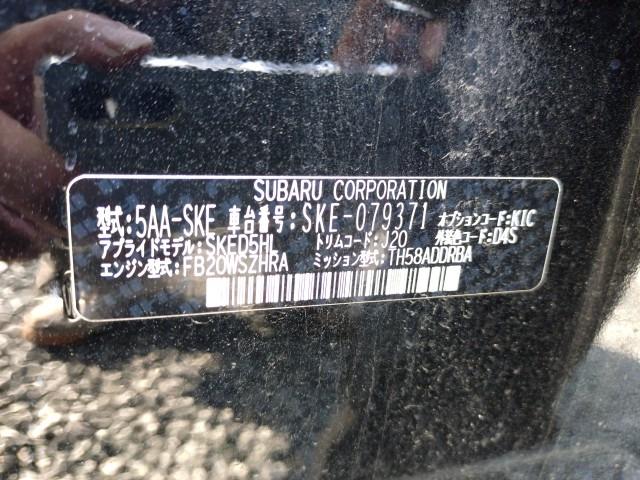 SUBARU CORPORATION
型式:5AA-SKE 車台番号:SKE-079371 オプションコード:K1C
アプライドモデル:SKED5HL トリムコード:J20 外装色コード:D4S
エンジン型式:FB20WSZHRA ミッション型式:TH58ADDRBA